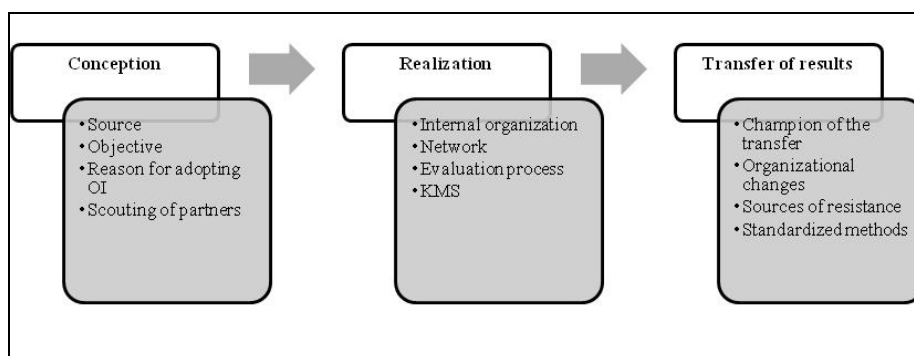 Conception
• Source
• Objective
• Reason for adopting
OI
• Scouting of partners
Realization
• Internal organization
• Network
• Evaluation process
• KMS
Transfer of results
• Champion of the
transfer
• Organizational
changes
• Sources of resistance
• Standardized methods